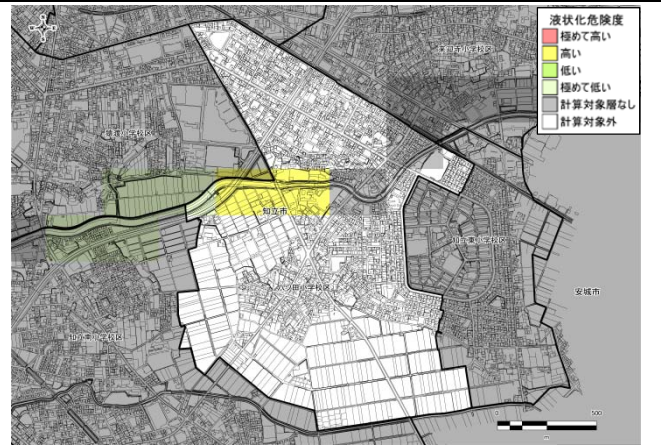 液状化危険度
極めて高い
高い
低い
極めて低い
計算対象層なし
計算対象外
知立市
八ツ田小学校区
知立東小学校区
安城市
0 500
m